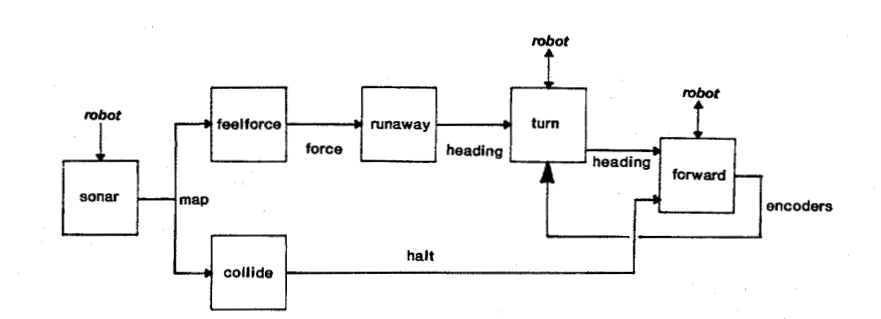 robot
robot
robot
feelforce
runaway
turn
force
heading
heading
forward
sonar
map
encoders
collide
halt